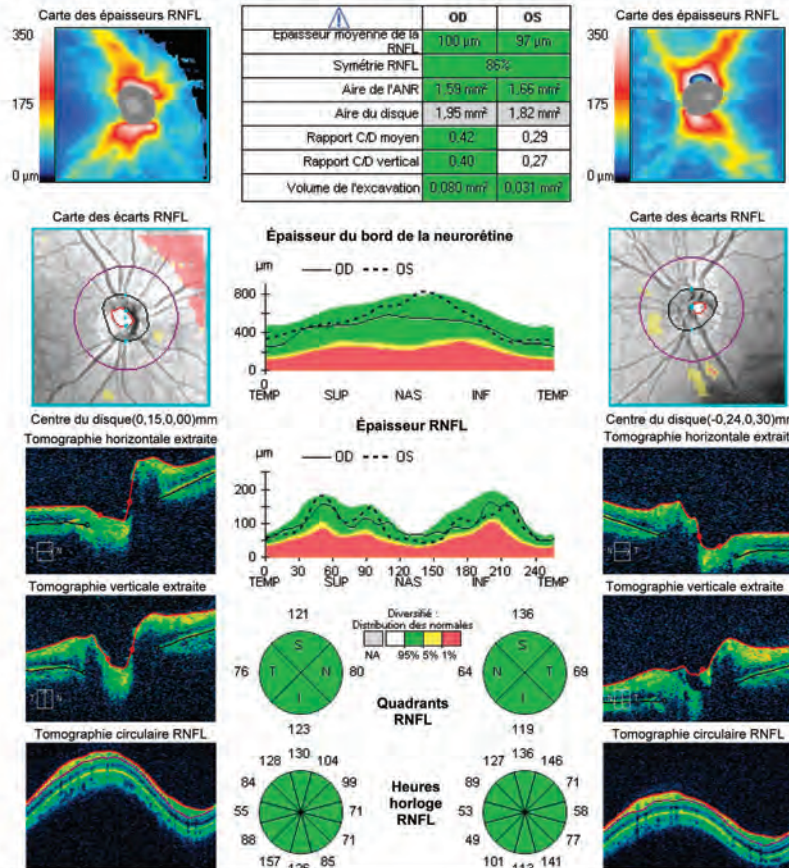 Carte des épaisseurs RNFL
350
175
0 µm
OD OS
Epaisseur moyenne de la RNFL 100 µm 97 µm
Symétrie RNFL 86%
Aire de l'ANR 1,59 mm² 1,66 mm²
Aire du disque 1,95 mm² 1,82 mm²
Rapport C/D moyen 0,42 0,29
Rapport C/D vertical 0,40 0,27
Volume de l'excavation 0,080 mm³ 0,031 mm³
Carte des épaisseurs RNFL
350
175
0 µm
Carte des écarts RNFL
Centre du disque(0,15,0,00)mm
Épaisseur du bord de la neurorétine
µm OD OS
800
400
0
TEMP SUP NAS INF TEMP
Carte des écarts RNFL
Centre du disque(-0,24,0,30)mm
Tomographie horizontale extraite
T N
Épaisseur RNFL
µm OD OS
200
100
0
0 30 60 90 120 150 180 210 240
TEMP SUP NAS INF TEMP
Tomographie horizontale extraite
N T
Tomographie verticale extraite
121
76 S T N I 80
123
Diversifié :
Distribution des normales
NA 95% 5% 1%
Quadrants
RNFL
136
64 S T N I 69
119
Tomographie verticale extraite
Tomographie circulaire RNFL
128 130 104
84 99
55 71
88 71
157 126 85
Heures
horloge
RNFL
127 136 146
89 71
53 58
49 77
101 113 141
Tomographie circulaire RNFL